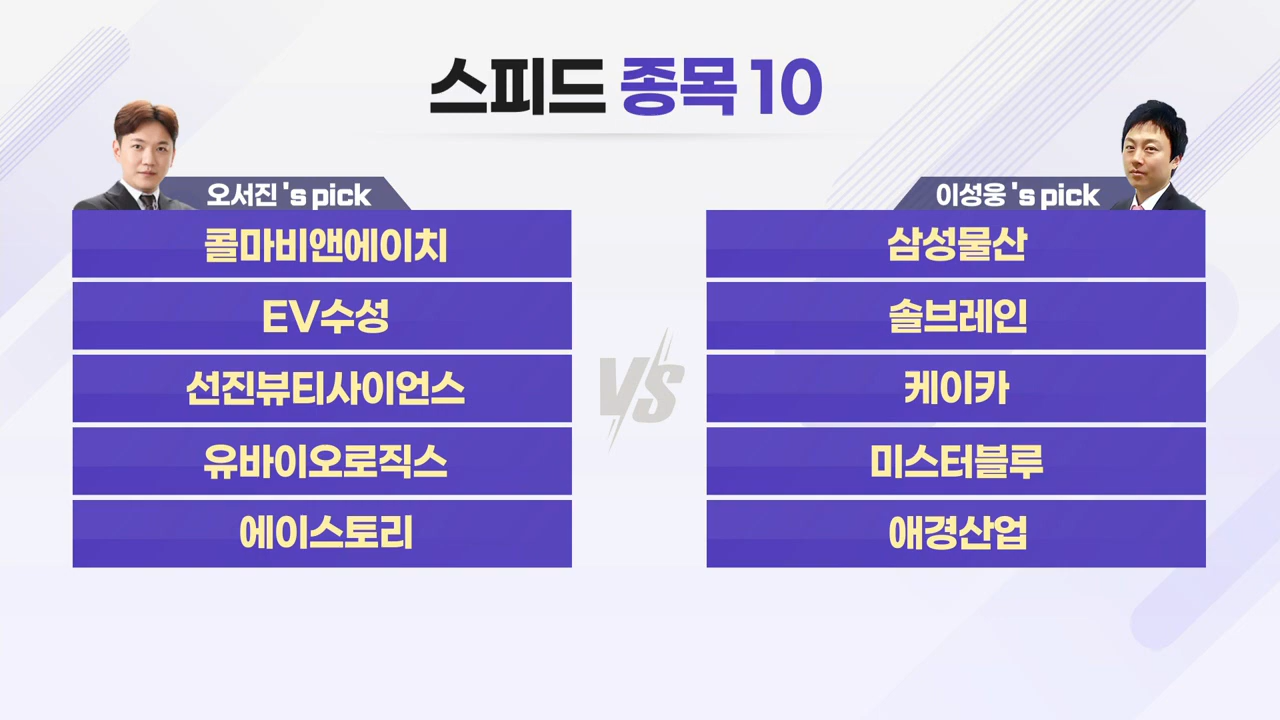 스피드 종목 10
오서진 's pick
콜마비앤에이치
EV수성
선진뷰티사이언스
유바이오로직스
에이스토리
VS
이성웅 's pick
삼성물산
솔브레인
케이카
미스터블루
애경산업